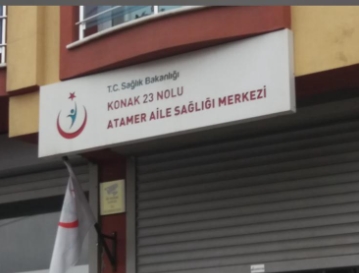 T.C. Sağlık Bakanlığı
KONAK 23 NOLU
ATAMER AİLE SAĞLIĞI MERKEZİ